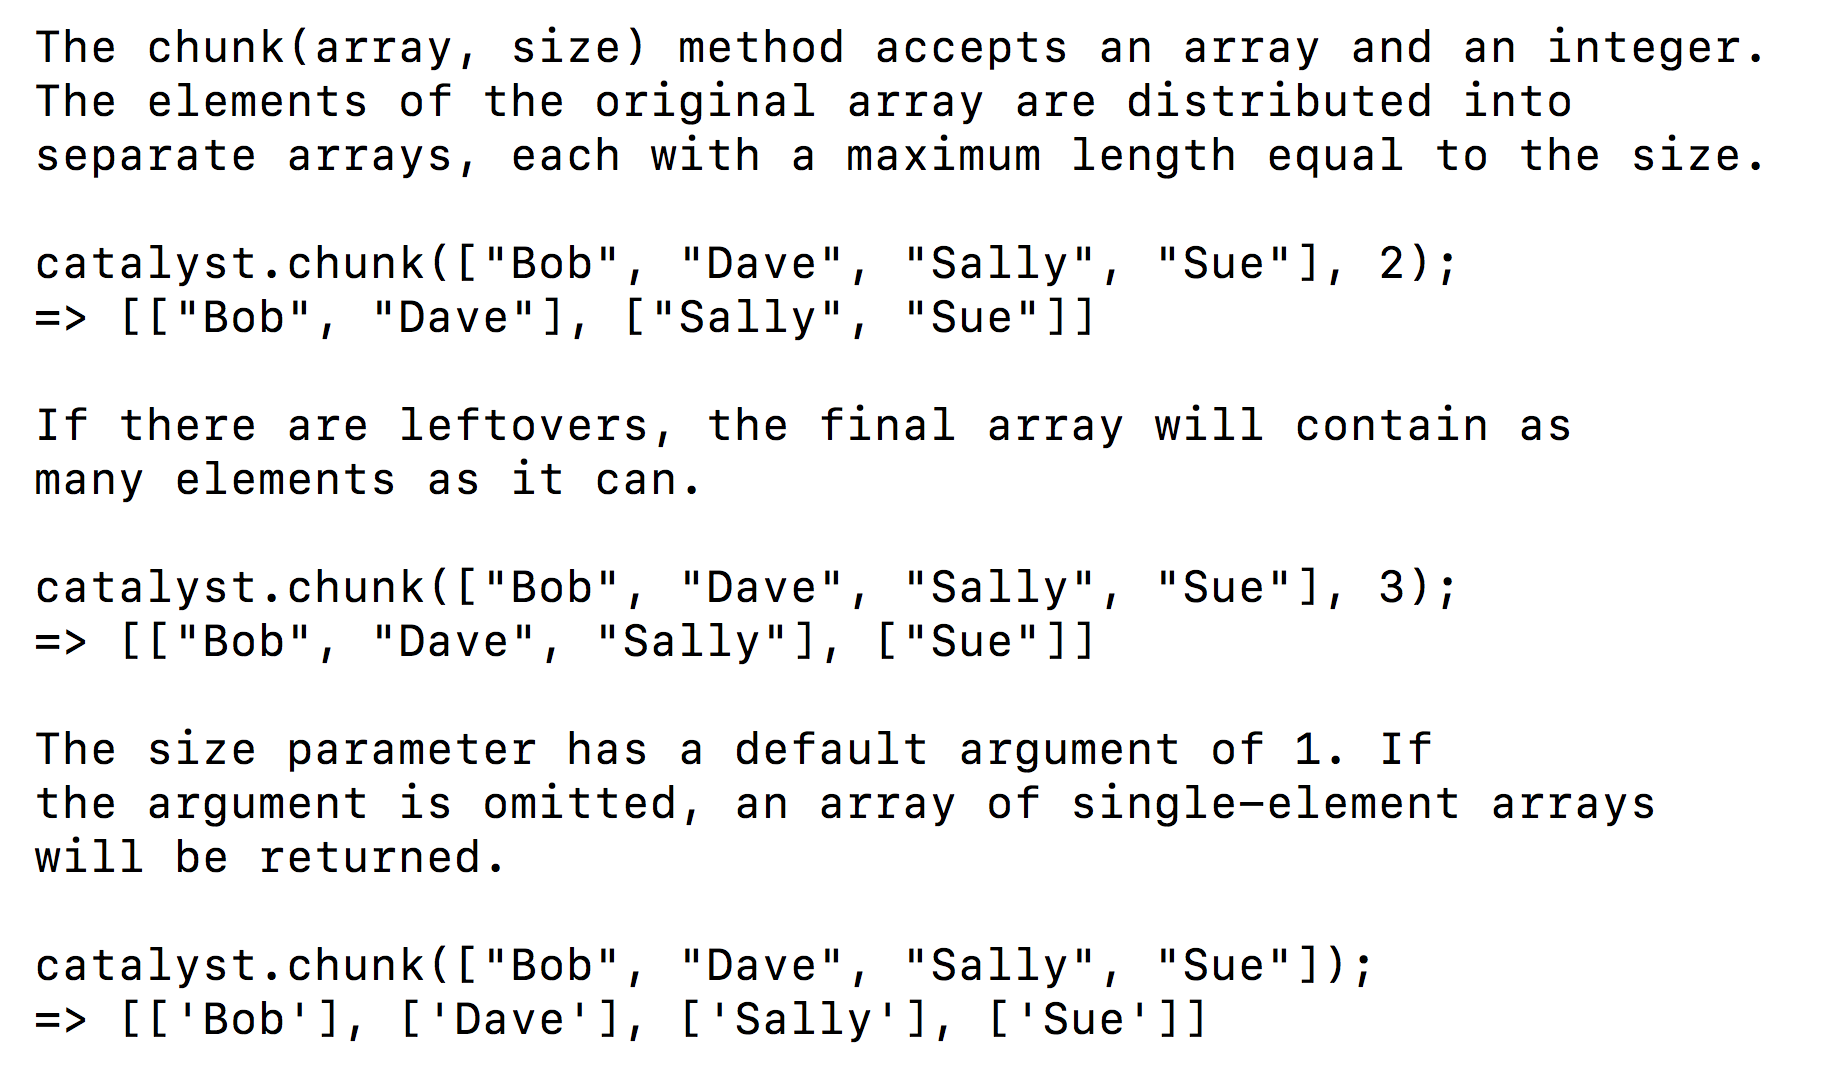 The chunk(array, size) method accepts an array and an integer.
The elements of the original array are distributed into
separate arrays, each with a maximum length equal to the size.
catalyst.chunk(["Bob", "Dave", "Sally", "Sue"], 2);
=> [["Bob", "Dave"], ["Sally", "Sue"]]
If there are leftovers, the final array will contain as
many elements as it can.
catalyst.chunk(["Bob", "Dave", "Sally", "Sue"], 3);
=> [["Bob", "Dave", "Sally"], ["Sue"]]
The size parameter has a default argument of 1. If
the argument is omitted, an array of single-element arrays
will be returned.
catalyst.chunk(["Bob", "Dave", "Sally", "Sue"]);
=> [['Bob'], ['Dave'], ['Sally'], ['Sue']]